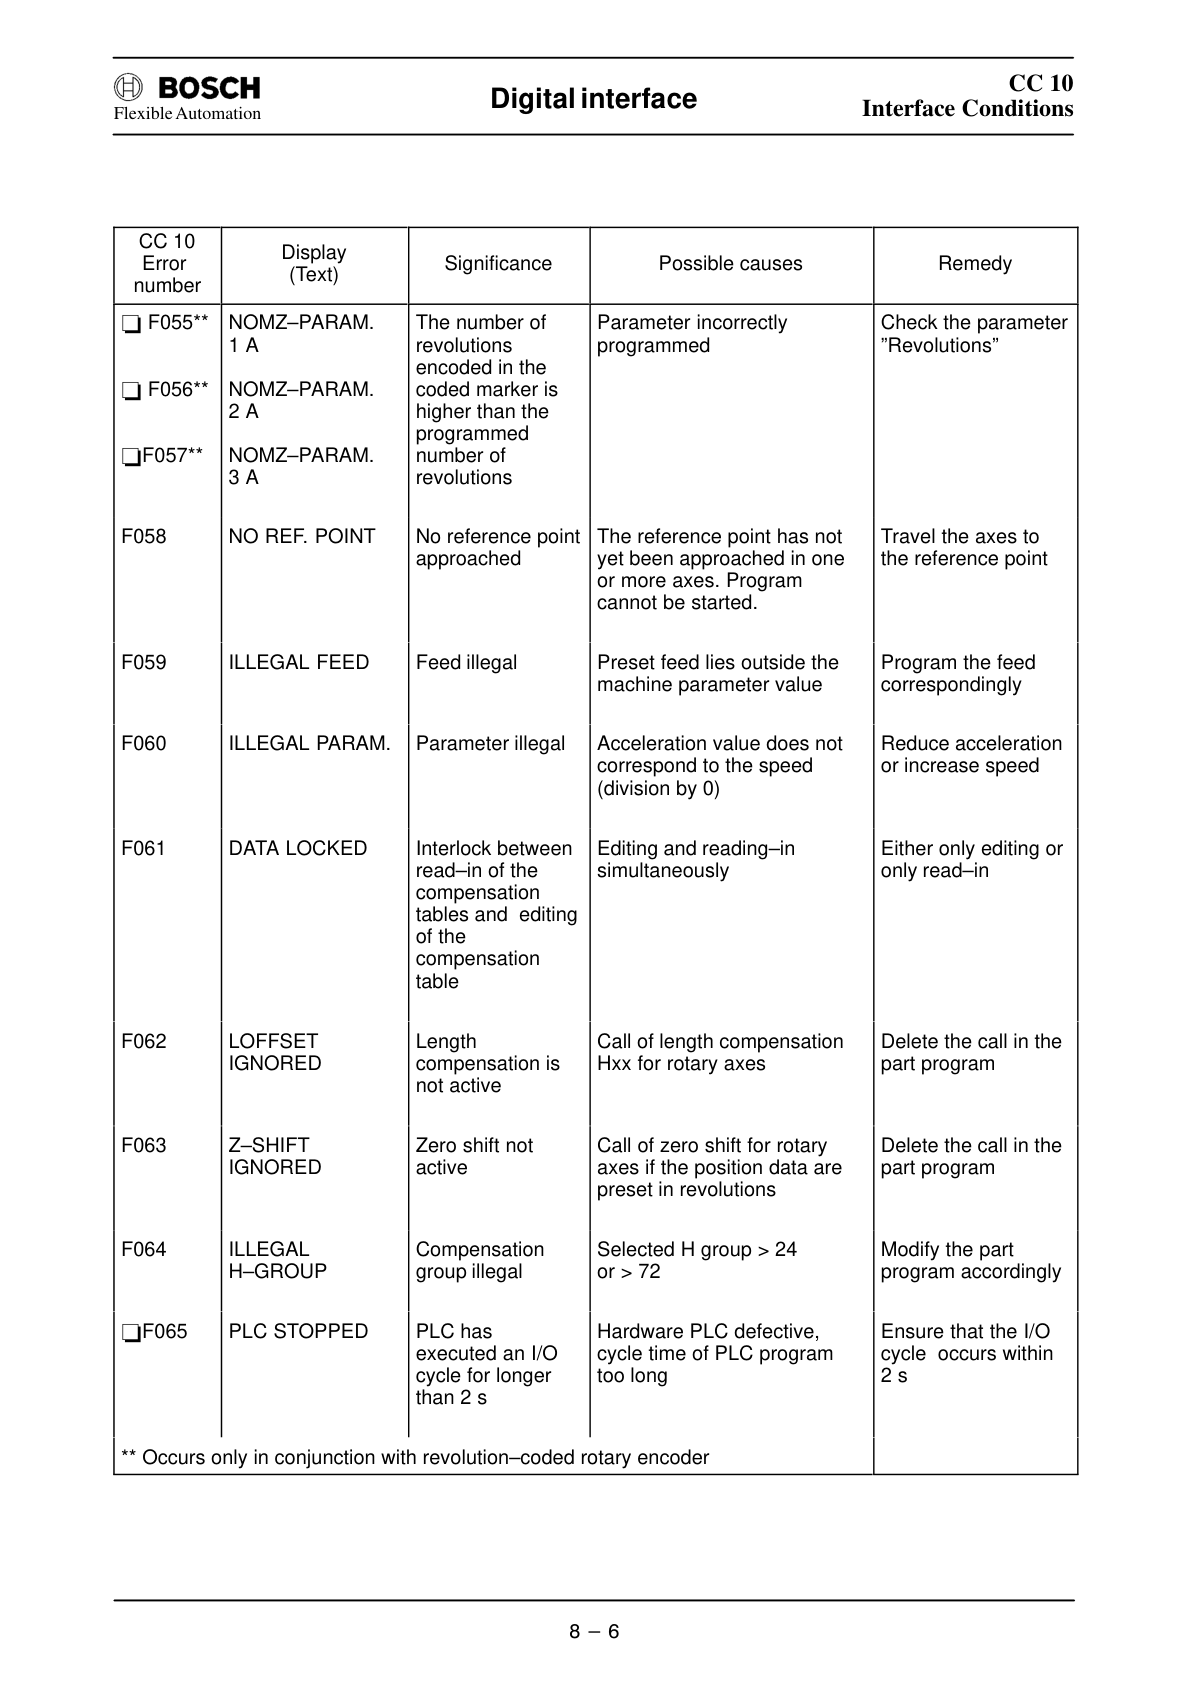 BOSCH
Flexible Automation
Digital interface
CC 10
Interface Conditions
CC 10
Error
number
Display
(Text)
Significance
Possible causes
Remedy
❏ F055**
NOMZ–PARAM.
1 A
❏ F056**
NOMZ–PARAM.
2 A
❏F057**
NOMZ–PARAM.
3 A
The number of
revolutions
encoded in the
coded marker is
higher than the
programmed
number of
revolutions
Parameter incorrectly
programmed
Check the parameter
”Revolutions”
F058
NO REF. POINT
No reference point
approached
The reference point has not
yet been approached in one
or more axes. Program
cannot be started.
Travel the axes to
the reference point
F059
ILLEGAL FEED
Feed illegal
Preset feed lies outside the
machine parameter value
Program the feed
correspondingly
F060
ILLEGAL PARAM.
Parameter illegal
Acceleration value does not
correspond to the speed
(division by 0)
Reduce acceleration
or increase speed
F061
DATA LOCKED
Interlock between
read–in of the
compensation
tables and  editing
of the
compensation
table
Editing and reading–in
simultaneously
Either only editing or
only read–in
F062
LOFFSET
IGNORED
Length
compensation is
not active
Call of length compensation
Hxx for rotary axes
Delete the call in the
part program
F063
Z–SHIFT
IGNORED
Zero shift not
active
Call of zero shift for rotary
axes if the position data are
preset in revolutions
Delete the call in the
part program
F064
ILLEGAL
H–GROUP
Compensation
group illegal
Selected H group > 24
or > 72
Modify the part
program accordingly
❏F065
PLC STOPPED
PLC has
executed an I/O
cycle for longer
than 2 s
Hardware PLC defective,
cycle time of PLC program
too long
Ensure that the I/O
cycle  occurs within
2 s
** Occurs only in conjunction with revolution–coded rotary encoder
8 – 6